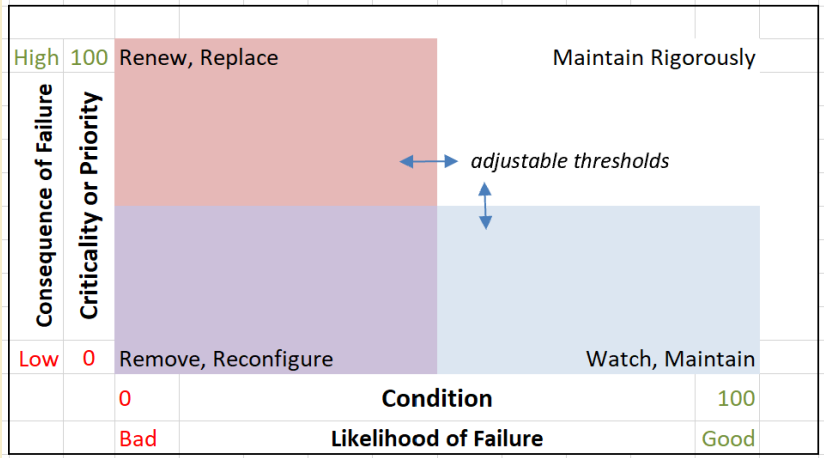 High 100 Renew, Replace Maintain Rigorously
Consequence of Failure
Criticality or Priority
adjustable thresholds
Low 0 Remove, Reconfigure Watch, Maintain
0 Condition 100
Bad Likelihood of Failure Good